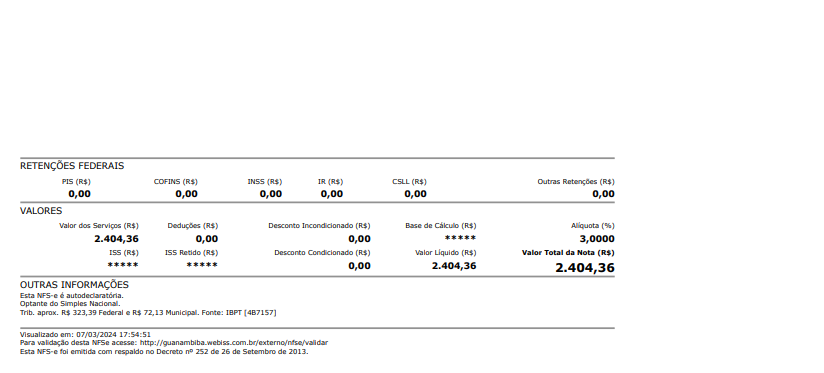 RETENÇÕES FEDERAIS
PIS (R$) COFINS (R$) INSS (R$) IR (R$) CSLL (R$) Outras Retenções (R$)
0,00 0,00 0,00 0,00 0,00 0,00
VALORES
Valor dos Serviços (R$) Deduções (R$) Desconto Incondicionado (R$) Base de Cálculo (R$) Alíquota (%)
2.404,36 0,00 0,00 ***** 3,0000
ISS (R$) ISS Retido (R$) Desconto Condicionado (R$) Valor Líquido (R$) Valor Total da Nota (R$)
***** ***** 0,00 2.404,36 2.404,36
OUTRAS INFORMAÇÕES
Esta NFS-e é autodeclaratória.
Optante do Simples Nacional.
Trib. aprox. R$ 323,39 Federal e R$ 72,13 Municipal. Fonte: IBPT [4B7157]
Visualizado em: 07/03/2024 17:54:51
Para validação desta NFSe acesse: http://guanambiba.webiss.com.br/externo/nfse/validar
Esta NFS-e foi emitida com respaldo no Decreto nº 252 de 26 de Setembro de 2013.